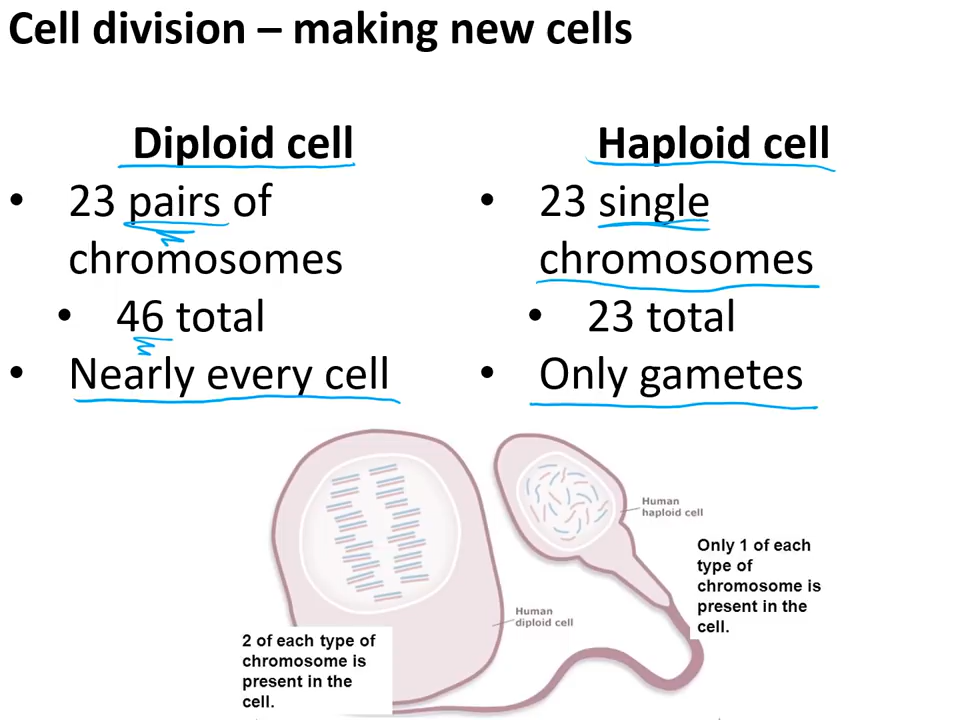 Cell division – making new cells
Diploid cell
• 23 pairs of
chromosomes
• 46 total
• Nearly every cell
Haploid cell
• 23 single
chromosomes
• 23 total
• Only gametes
Human
haploid cell
Only 1 of each
type of
chromosome is
present in the
cell.
Human
diploid cell
2 of each type of
chromosome is
present in the
cell.